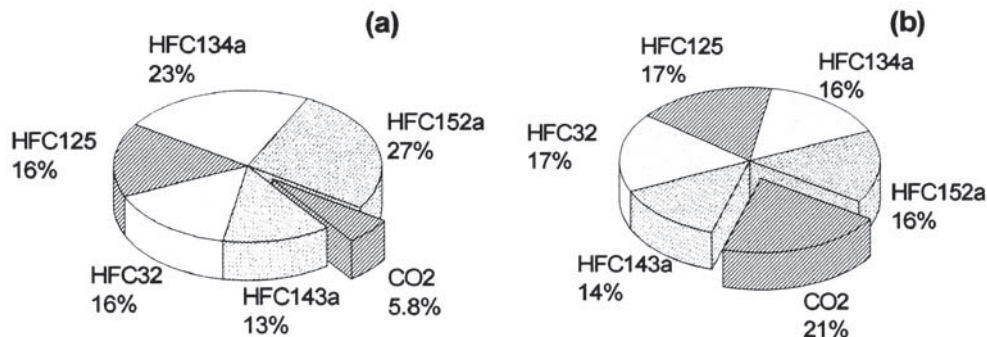 (a)
HFC134a
23%
HFC152a
27%
HFC125
16%
HFC32
16%
HFC143a
13%
CO2
5.8%
(b)
HFC125
17%
HFC134a
16%
HFC32
17%
HFC152a
16%
HFC143a
14%
CO2
21%